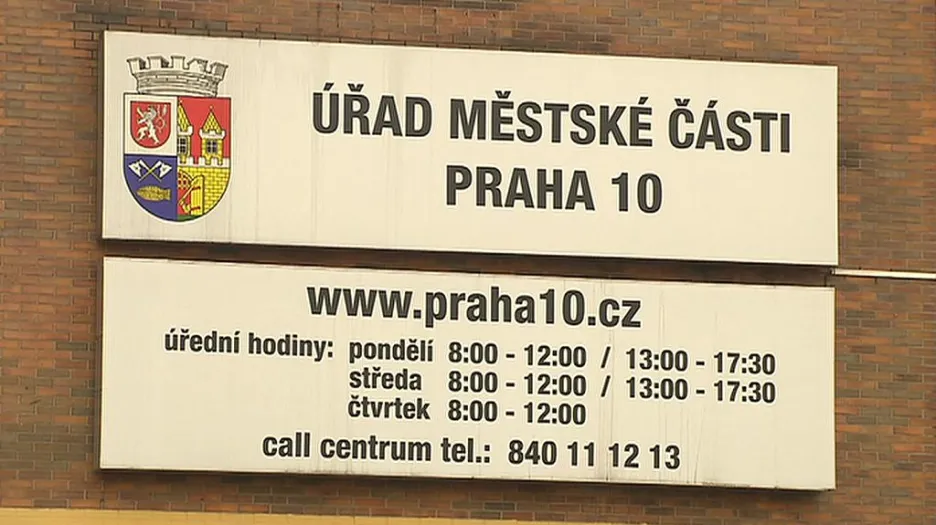 ÚŘAD MĚSTSKÉ ČÁSTI
PRAHA 10
www.praha10.cz
úřední hodiny: pondělí 8:00 - 12:00 / 13:00 - 17:30
středa 8:00 - 12:00 / 13:00 - 17:30
čtvrtek 8:00 - 12:00
call centrum tel.: 840 11 12 13